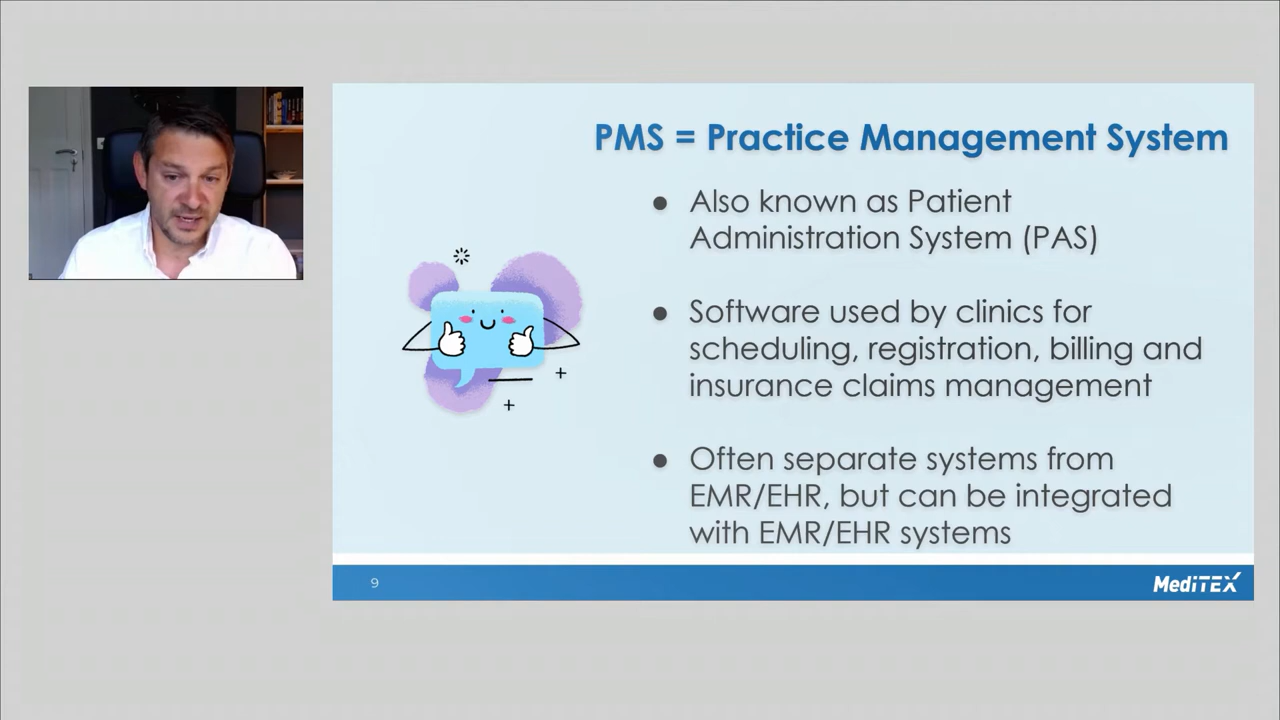 PMS = Practice Management System
● Also known as Patient
Administration System (PAS)
● Software used by clinics for
scheduling, registration, billing and
insurance claims management
● Often separate systems from
EMR/EHR, but can be integrated
with EMR/EHR systems
9
MediTEX